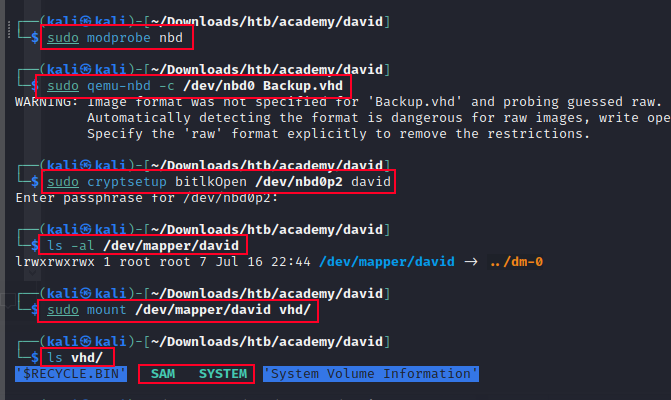 ┌──(kali㉿kali)-[~/Downloads/htb/academy/david]
└─$ sudo modprobe nbd
┌──(kali㉿kali)-[~/Downloads/htb/academy/david]
└─$ sudo qemu-nbd -c /dev/nbd0 Backup.vhd
WARNING: Image format was not specified for 'Backup.vhd' and probing guessed raw.
Automatically detecting the format is dangerous for raw images, write ope
Specify the 'raw' format explicitly to remove the restrictions.
┌──(kali㉿kali)-[~/Downloads/htb/academy/david]
└─$ sudo cryptsetup bitlkOpen /dev/nbd0p2 david
Enter passphrase for /dev/nbd0p2:
┌──(kali㉿kali)-[~/Downloads/htb/academy/david]
└─$ ls -al /dev/mapper/david
lrwxrwxrwx 1 root root 7 Jul 16 22:44 /dev/mapper/david -> ../dm-0
┌──(kali㉿kali)-[~/Downloads/htb/academy/david]
└─$ sudo mount /dev/mapper/david vhd/
┌──(kali㉿kali)-[~/Downloads/htb/academy/david]
└─$ ls vhd/
'$RECYCLE.BIN' SAM SYSTEM 'System Volume Information'